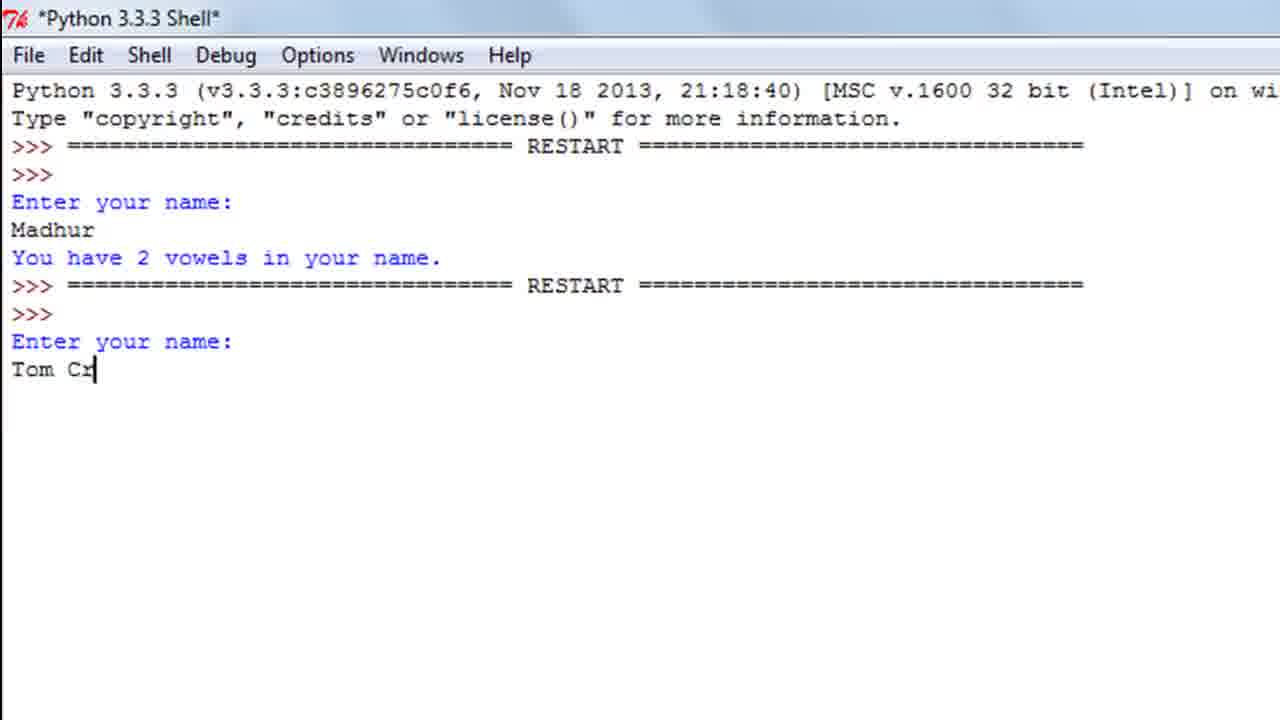 *Python 3.3.3 Shell*
File Edit Shell Debug Options Windows Help
Python 3.3.3 (v3.3.3:c3896275c0f6, Nov 18 2013, 21:18:40) [MSC v.1600 32 bit (Intel)] on wi
Type "copyright", "credits" or "license()" for more information.
>>> ================================ RESTART ================================
>>>
Enter your name:
Madhur
You have 2 vowels in your name.
>>> ================================ RESTART ================================
>>>
Enter your name:
Tom Cr